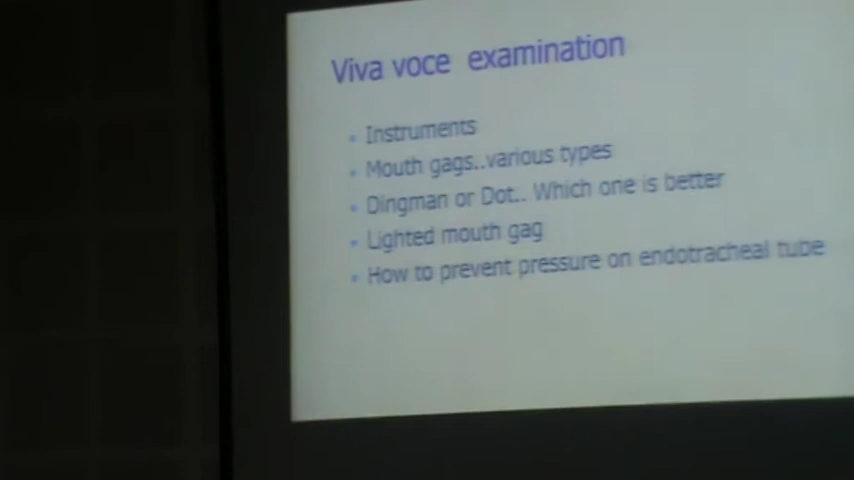 Viva voce examination
Instruments
Mouth gags..various types
Dingman or Dot.. Which one is better
Lighted mouth gag
How to prevent pressure on endotracheal tube